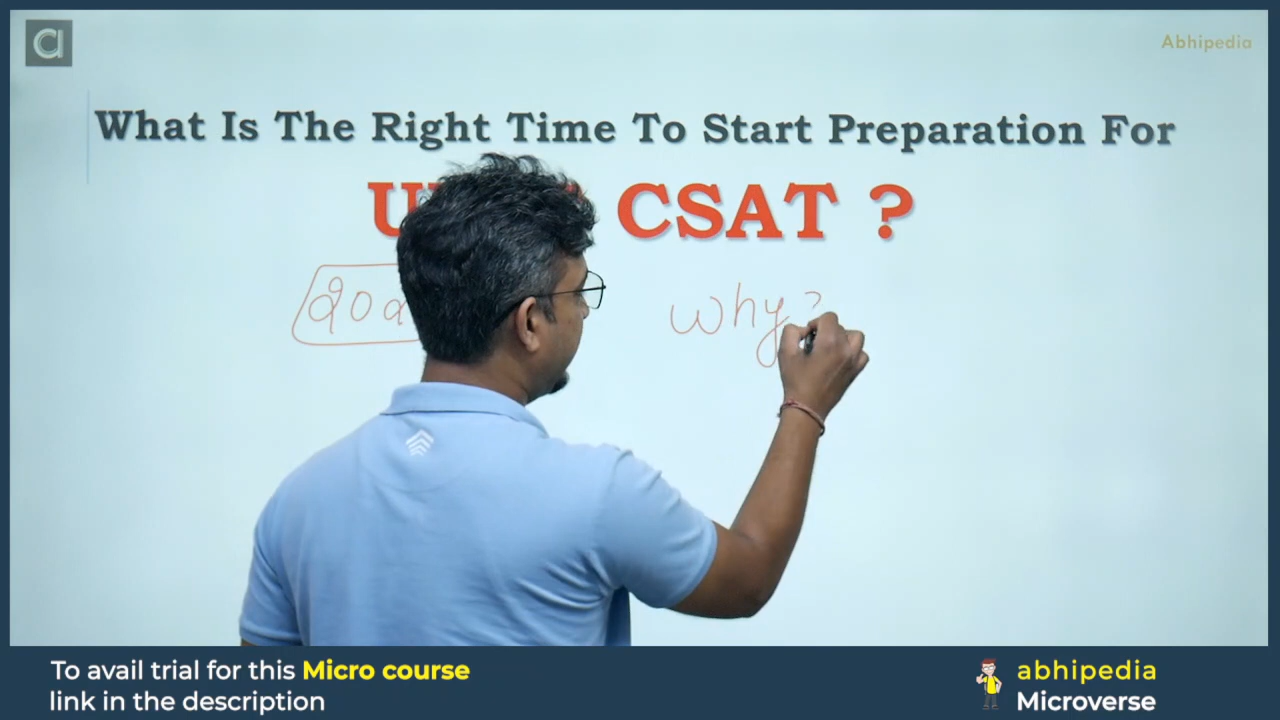 Abhipedia
What Is The Right Time To Start Preparation For
CSAT ?
why ?
To avail trial for this Micro course
link in the description
abhipedia
Microverse